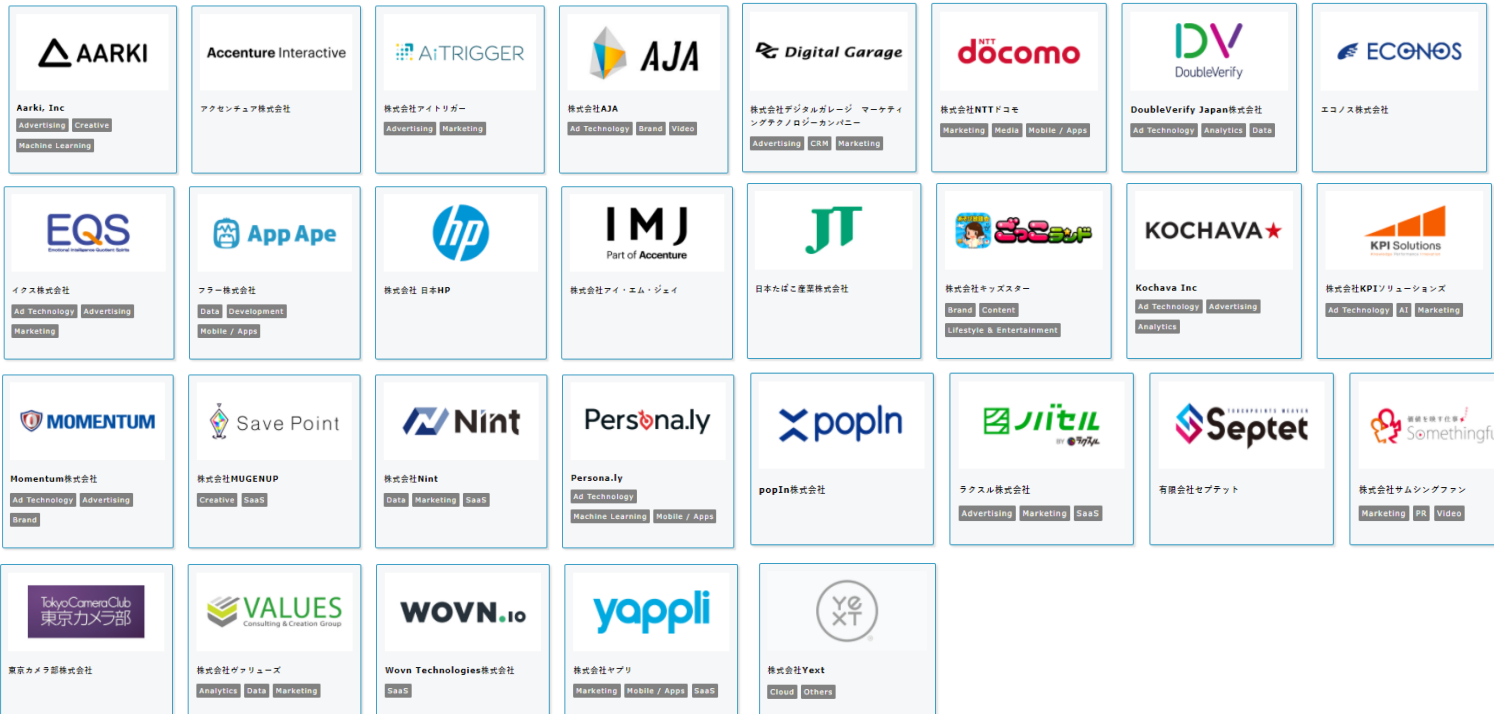 AARKI
Aarki, Inc
Advertising Creative
Machine Learning
Accenture Interactive
アクセンチュア株式会社
AiTRIGGER
株式会社アイトリガー
Advertising Marketing
AJA
株式会社AJA
Ad Technology Brand Video
Digital Garage
株式会社デジタルガレージ マーケティ
ングテクノロジーカンパニー
Advertising CRM Marketing
NTT
döcomo
株式会社NTTドコモ
Marketing Media Mobile / Apps
DV
DoubleVerify
DoubleVerify Japan株式会社
Ad Technology Analytics Data
ECONOS
エコノス株式会社
EQS
Emotional Intelligence Quotient Spirits
イクス株式会社
Ad Technology Advertising
Marketing
App Ape
フラー株式会社
Data Development
Mobile / Apps
hp
株式会社 日本HP
IMJ
Part of Accenture
株式会社アイ・エム・ジェイ
JT
日本たばこ産業株式会社
ごっこランド
株式会社キッズスター
Brand Content
Lifestyle & Entertainment
KOCHAVA
Kochava Inc
Ad Technology Advertising
Analytics
KPI Solutions
株式会社KPIソリューションズ
Ad Technology AI Marketing
MOMENTUM
Momentum株式会社
Ad Technology Advertising
Brand
Save Point
株式会社MUGENUP
Creative SaaS
Nint
株式会社Nint
Data Marketing SaaS
Persona.ly
Persona.ly
Ad Technology
Machine Learning Mobile / Apps
popIn
popIn株式会社
ノバセル
BY ラクスル
ラクスル株式会社
Advertising Marketing SaaS
TOUCHPOINTS WEAVER
Septet
有限会社セプテット
価値を映す仕事
Somethingfu
株式会社サムシングファン
Marketing PR Video
TokyoCameraClub
東京カメラ部
東京カメラ部株式会社
VALUES
Consulting & Creation Group
株式会社ヴァリューズ
Analytics Data Marketing
WOVN.io
Wovn Technologies株式会社
SaaS
yappli
株式会社ヤプリ
Marketing Mobile / Apps SaaS
YEXT
株式会社Yext
Cloud Others